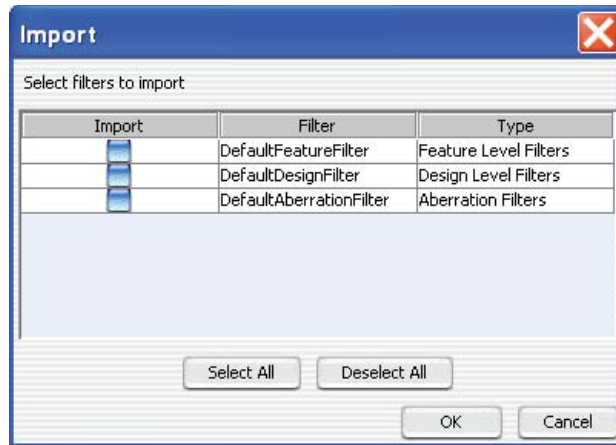 Import
Select filters to import
Import Filter Type
DefaultFeatureFilter Feature Level Filters
DefaultDesignFilter Design Level Filters
DefaultAberrationFilter Aberration Filters
Select All Deselect All
OK Cancel